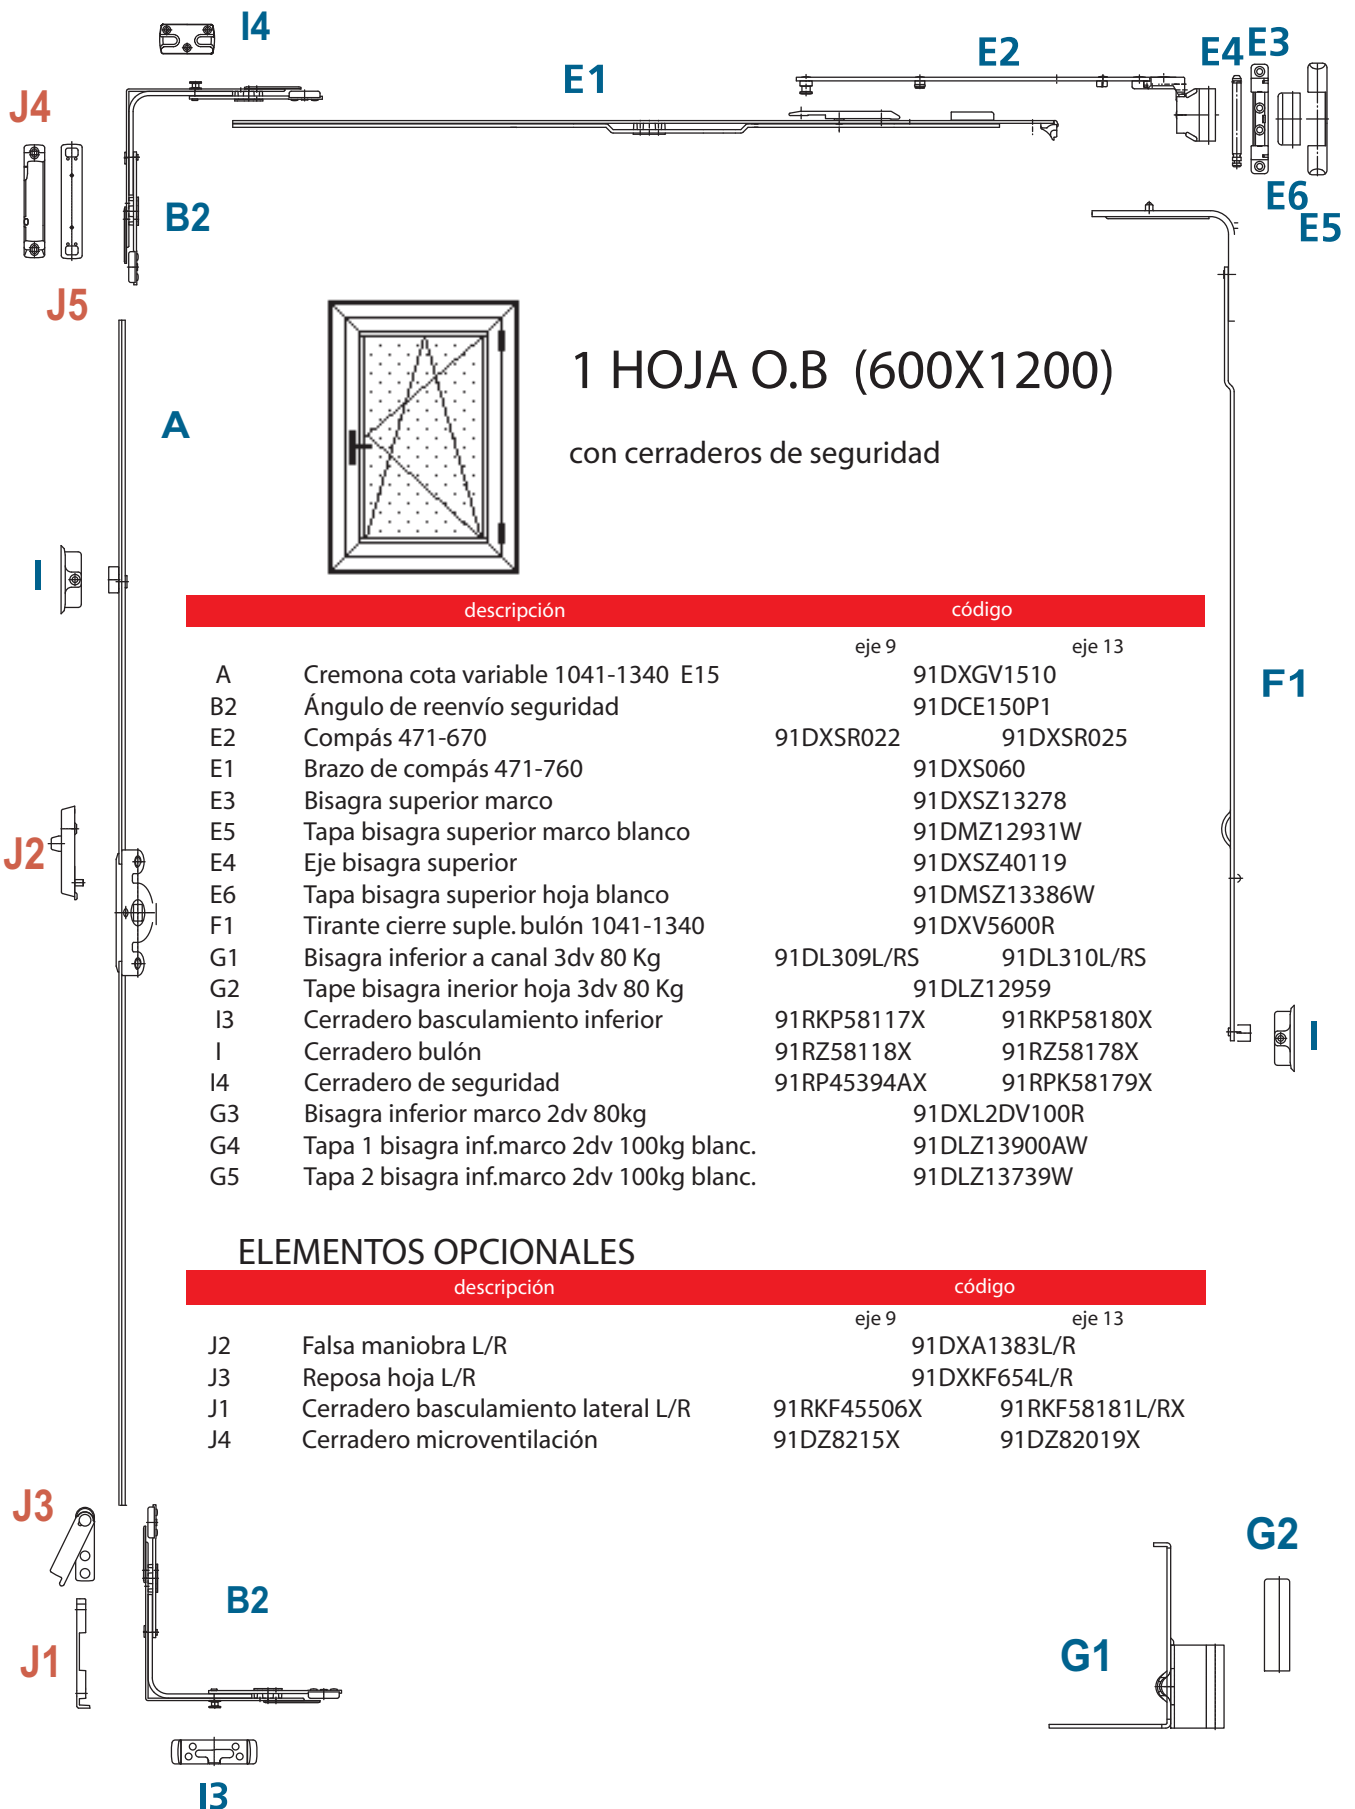 I4
E1
E2
E4
E3
J4
B2
E6
E5
J5
1 HOJA O.B (600X1200)
A
con cerraderos de seguridad
I
descripción código
eje 9 eje 13
A Cremona cota variable 1041-1340 E15 91DXGV1510
B2 Ángulo de reenvío seguridad 91DCE150P1
E2 Compás 471-670 91DXSR022 91DXSR025
E1 Brazo de compás 471-760 91DXS060
E3 Bisagra superior marco 91DXSZ13278
E5 Tapa bisagra superior marco blanco 91DMZ12931W
E4 Eje bisagra superior 91DXSZ40119
E6 Tapa bisagra superior hoja blanco 91DMSZ13386W
F1 Tirante cierre suple. bulón 1041-1340 91DXV5600R
G1 Bisagra inferior a canal 3dv 80 Kg 91DL309L/RS 91DL310L/RS
G2 Tape bisagra inerior hoja 3dv 80 Kg 91DLZ12959
I3 Cerradero basculamiento inferior 91RKP58117X 91RKP58180X
I Cerradero bulón 91RZ58118X 91RZ58178X
I4 Cerradero de seguridad 91RP45394AX 91RPK58179X
G3 Bisagra inferior marco 2dv 80kg 91DXL2DV100R
G4 Tapa 1 bisagra inf.marco 2dv 100kg blanc. 91DLZ13900AW
G5 Tapa 2 bisagra inf.marco 2dv 100kg blanc. 91DLZ13739W
F1
J2
I
ELEMENTOS OPCIONALES
descripción código
eje 9 eje 13
J2 Falsa maniobra L/R 91DXA1383L/R
J3 Reposa hoja L/R 91DXKF654L/R
J1 Cerradero basculamiento lateral L/R 91RKF45506X 91RKF58181L/RX
J4 Cerradero microventilación 91DZ8215X 91DZ82019X
J3
G2
B2
J1
G1
I3